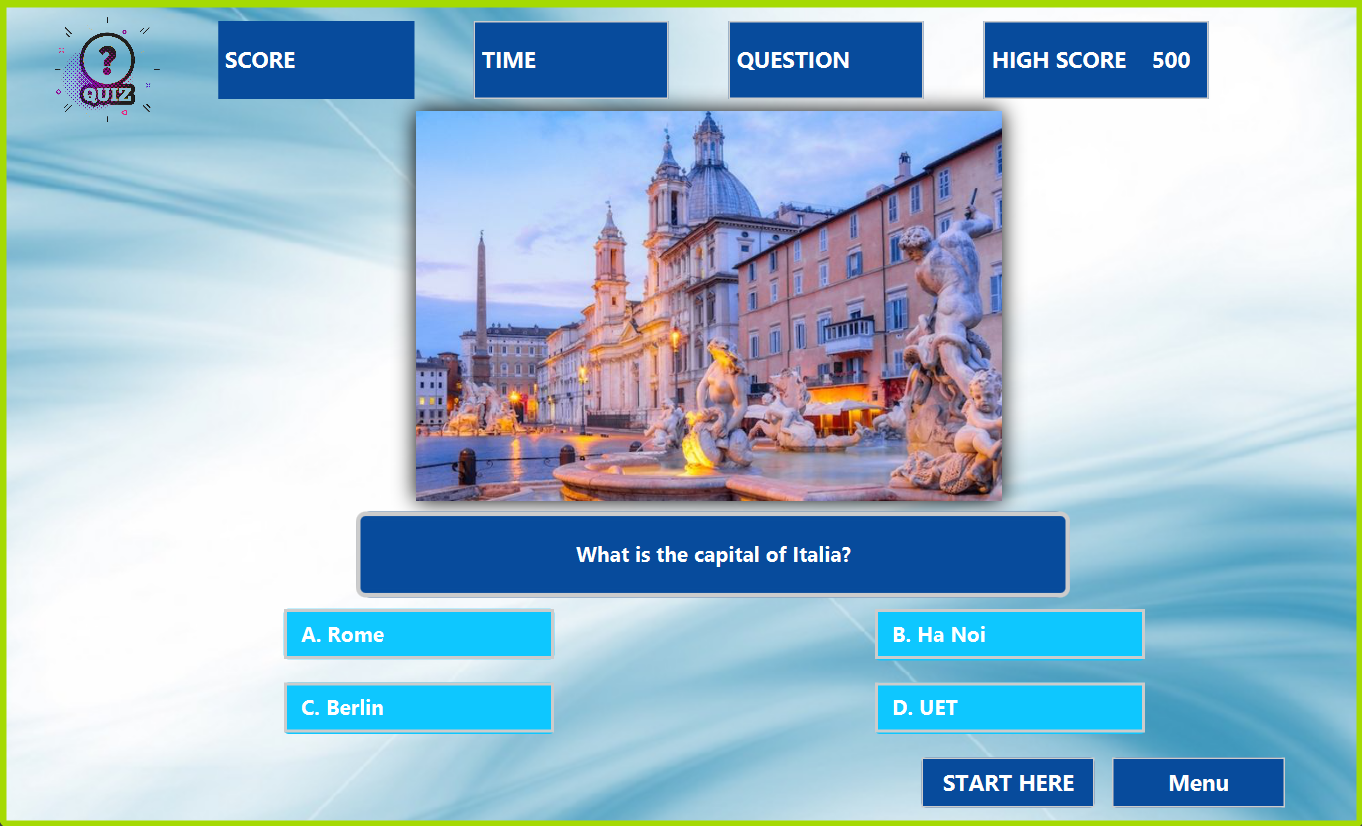 SCORE
TIME
QUESTION
HIGH SCORE 500
?
QUIZ
What is the capital of Italia?
A. Rome
B. Ha Noi
C. Berlin
D. UET
START HERE
Menu